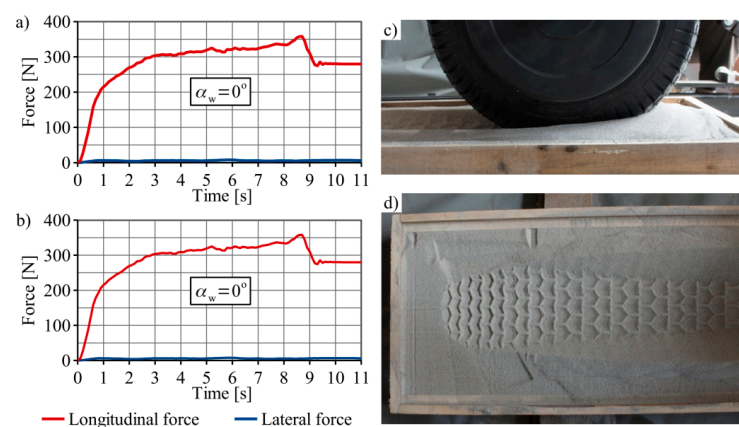 a)
400
300
200
100
0
Force [N]
αw=0°
0 1 2 3 4 5 6 7 8 9 10 11
Time [s]
b)
400
300
200
100
0
Force [N]
αw=0°
0 1 2 3 4 5 6 7 8 9 10 11
Time [s]
Longitudinal force Lateral force
c)
d)